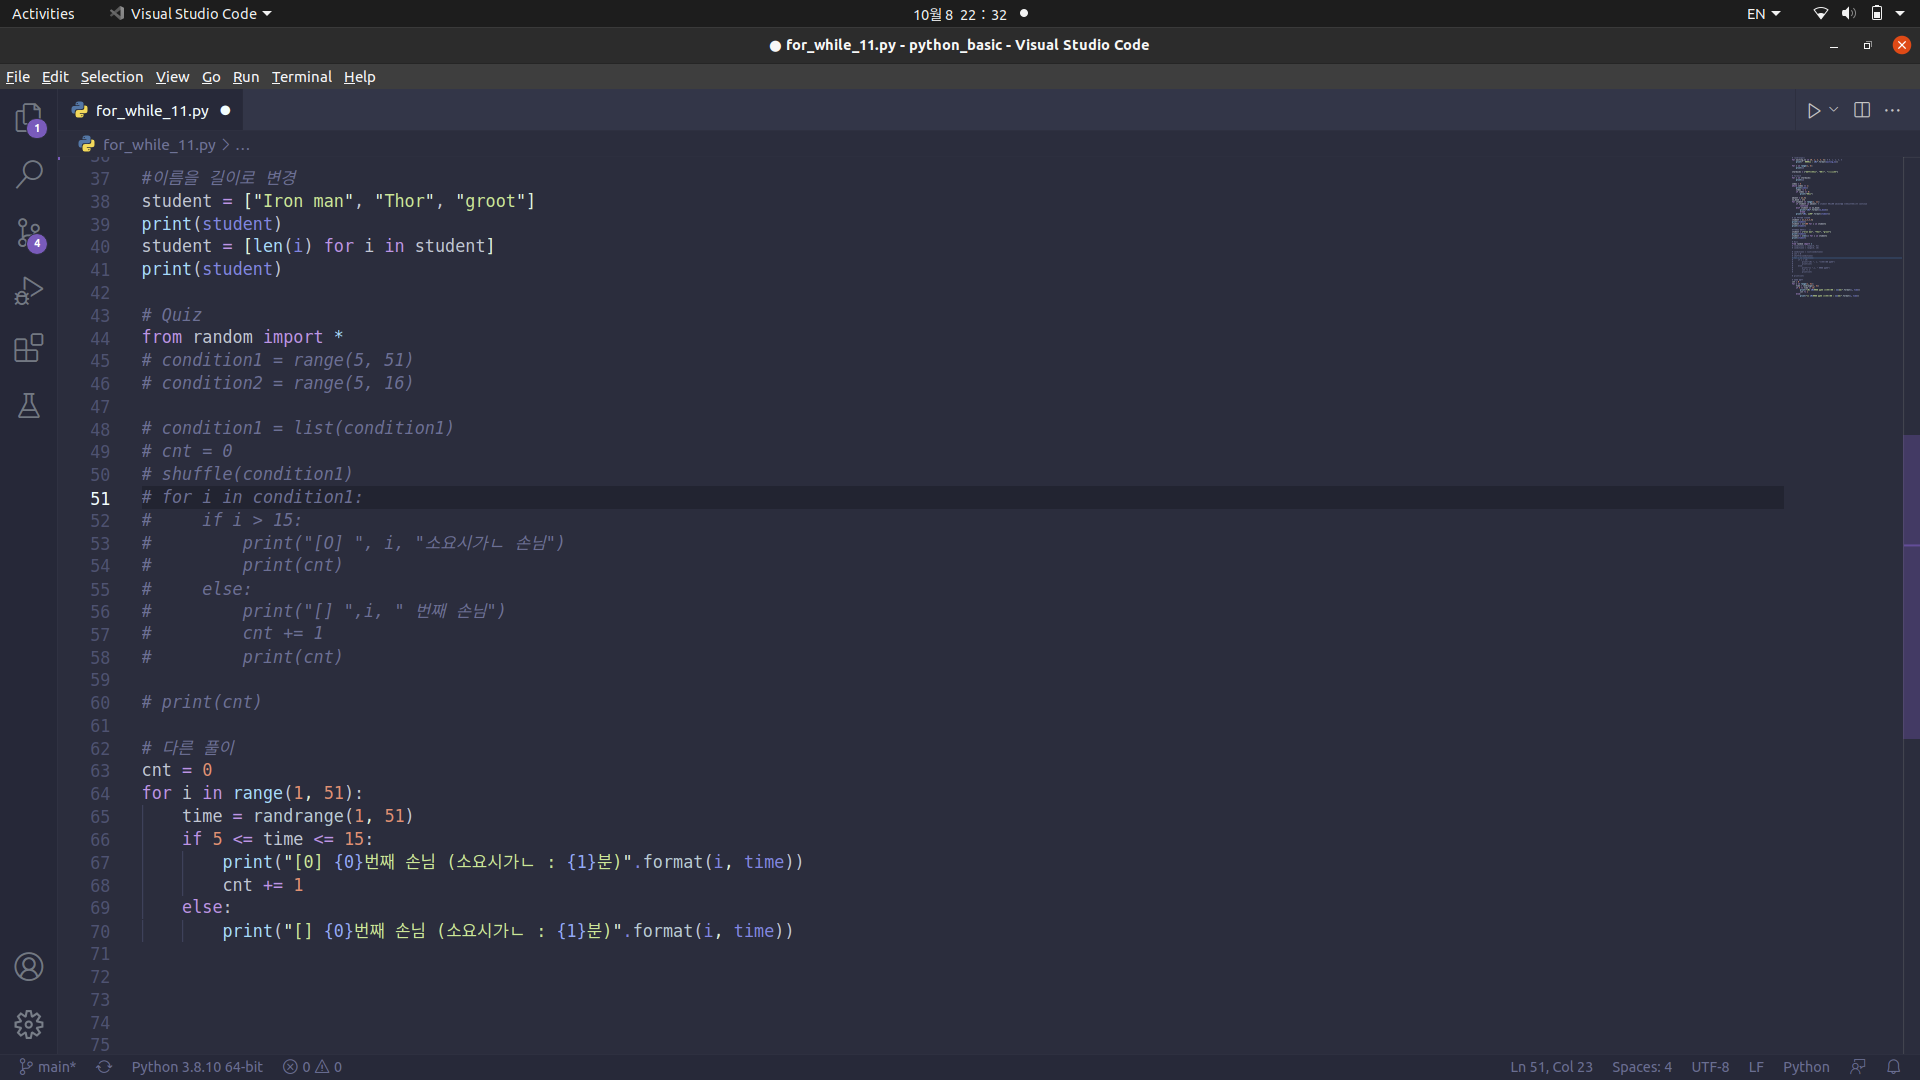 Activities
Visual Studio Code
10월 8 22 : 32
EN
for_while_11.py - python_basic - Visual Studio Code
File Edit Selection View Go Run Terminal Help
1
for_while_11.py
for_while_11.py > ...
37 #이름을 길이로 변경
38 student = ["Iron man", "Thor", "groot"]
39 print(student)
40 student = [len(i) for i in student]
41 print(student)
42
43 # Quiz
44 from random import *
45 # condition1 = range(5, 51)
46 # condition2 = range(5, 16)
47
48 # condition1 = list(condition1)
49 # cnt = 0
50 # shuffle(condition1)
51 # for i in condition1:
52 #     if i > 15:
53 #         print("[O] ", i, "소요시가ㄴ 손님")
54 #         print(cnt)
55 #     else:
56 #         print("[] ",i, " 번째 손님")
57 #         cnt += 1
58 #         print(cnt)
59
60 # print(cnt)
61
62 # 다른 풀이
63 cnt = 0
64 for i in range(1, 51):
65     time = randrange(1, 51)
66     if 5 <= time <= 15:
67         print("[0] {0}번째 손님 (소요시가ㄴ : {1}분)".format(i, time))
68         cnt += 1
69     else:
70         print("[] {0}번째 손님 (소요시가ㄴ : {1}분)".format(i, time))
71
72
73
74
75
4
main*
Python 3.8.10 64-bit
0
0
Ln 51, Col 23
Spaces: 4
UTF-8
LF
Python